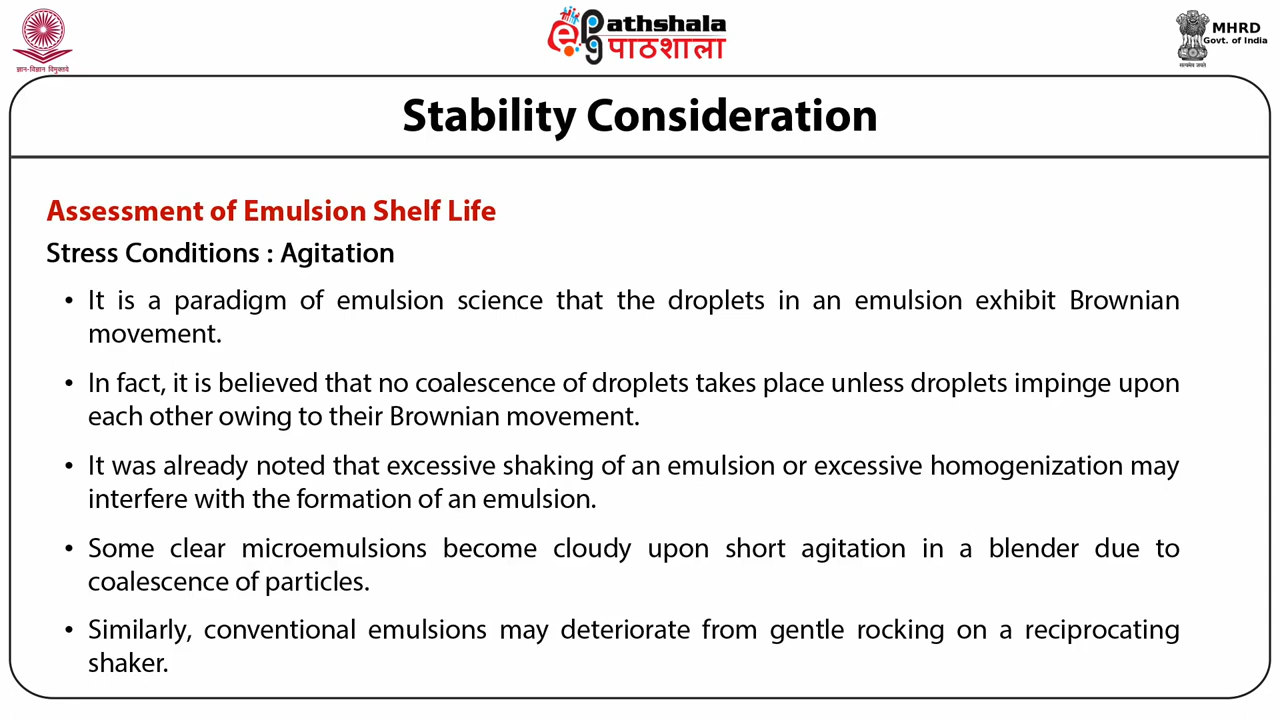 ज्ञान-विज्ञान विमुक्तये
epathshala
पाठशाला
MHRD
Govt. of India
सत्यमेव जयते
Stability Consideration
Assessment of Emulsion Shelf Life
Stress Conditions : Agitation
• It is a paradigm of emulsion science that the droplets in an emulsion exhibit Brownian
movement.
• In fact, it is believed that no coalescence of droplets takes place unless droplets impinge upon
each other owing to their Brownian movement.
• It was already noted that excessive shaking of an emulsion or excessive homogenization may
interfere with the formation of an emulsion.
• Some clear microemulsions become cloudy upon short agitation in a blender due to
coalescence of particles.
• Similarly, conventional emulsions may deteriorate from gentle rocking on a reciprocating
shaker.